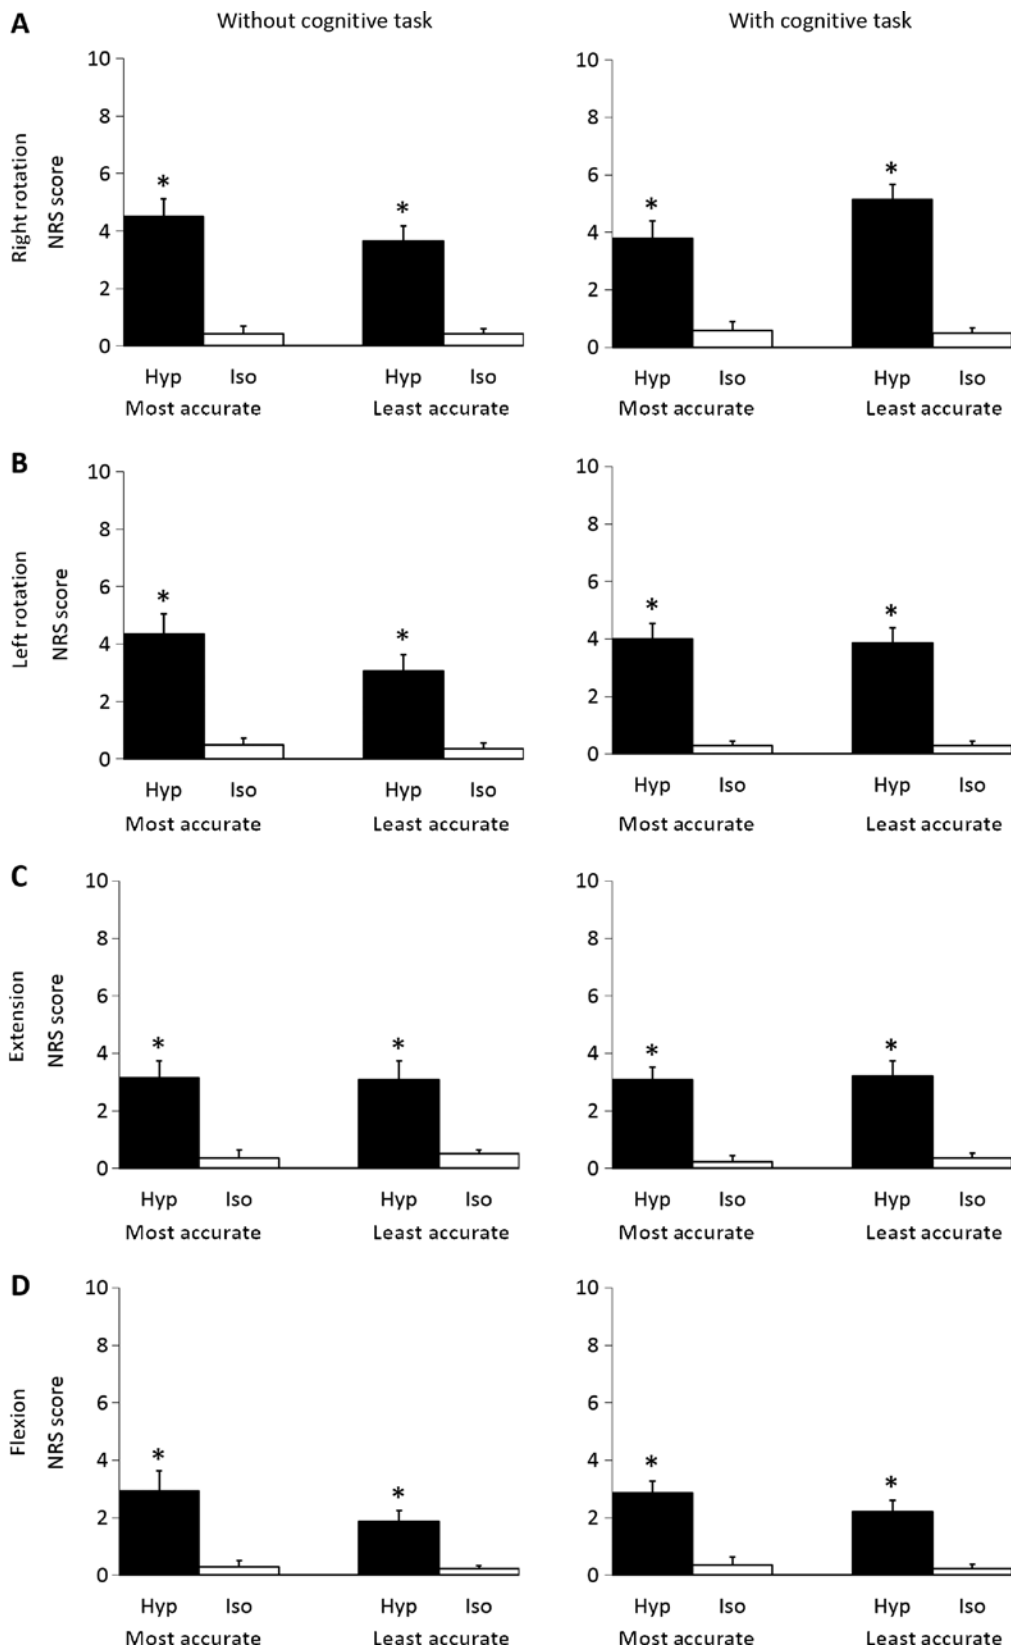 A
Without cognitive task
With cognitive task
Right rotation
NRS score
10
8
6
4
2
0
*
*
Hyp Iso Hyp Iso
Most accurate Least accurate
10
8
6
4
2
0
*
*
Hyp Iso Hyp Iso
Most accurate Least accurate
B
Left rotation
NRS score
10
8
6
4
2
0
*
*
Hyp Iso Hyp Iso
Most accurate Least accurate
10
8
6
4
2
0
*
*
Hyp Iso Hyp Iso
Most accurate Least accurate
C
Extension
NRS score
10
8
6
4
2
0
*
*
Hyp Iso Hyp Iso
Most accurate Least accurate
10
8
6
4
2
0
*
*
Hyp Iso Hyp Iso
Most accurate Least accurate
D
Flexion
NRS score
10
8
6
4
2
0
*
*
Hyp Iso Hyp Iso
Most accurate Least accurate
10
8
6
4
2
0
*
*
Hyp Iso Hyp Iso
Most accurate Least accurate